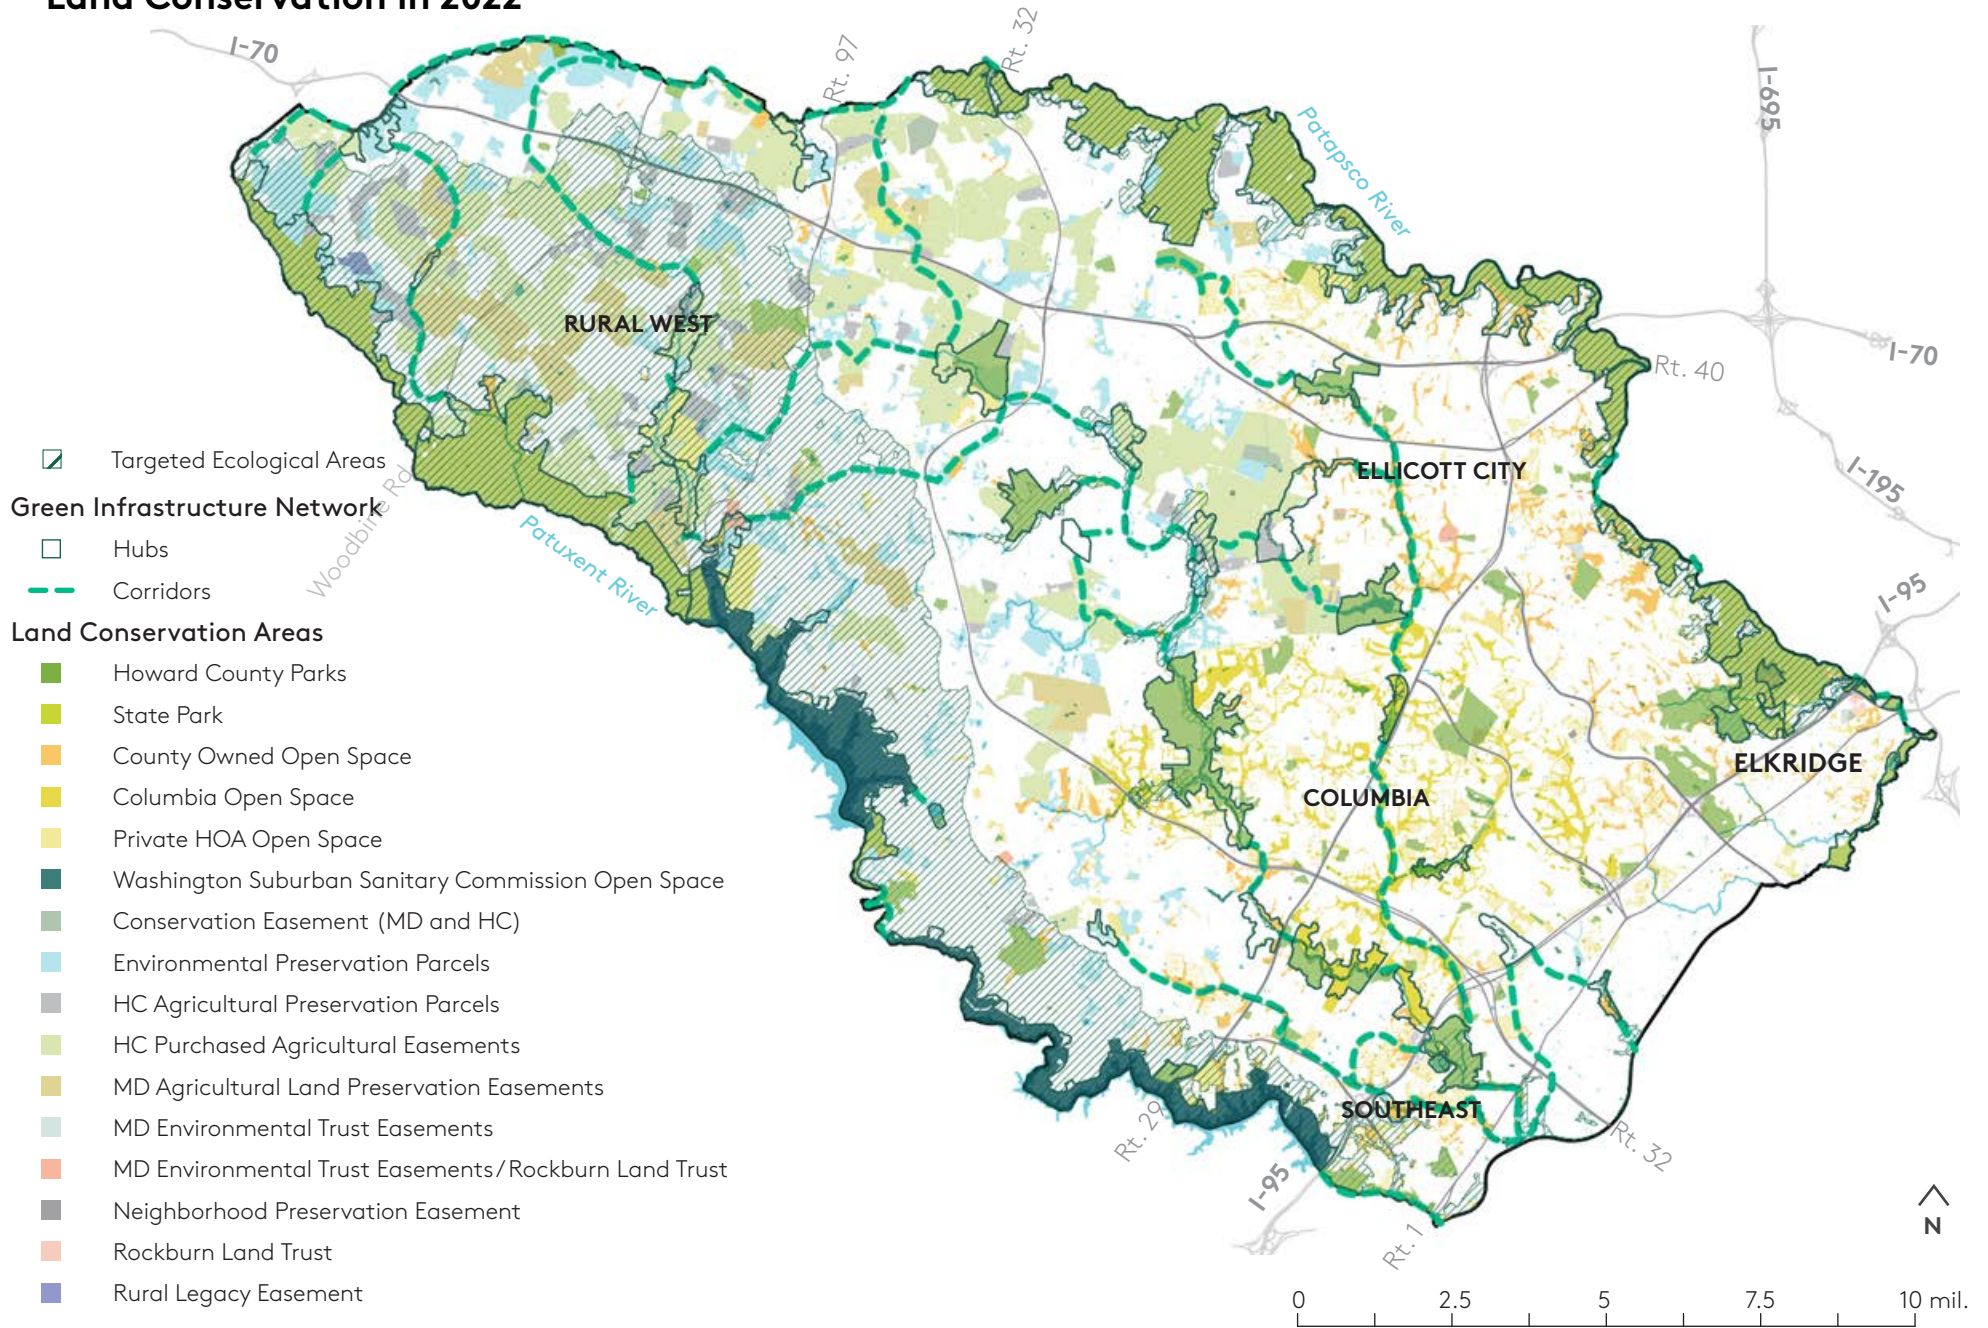 Land Conservation in 2022
I-70
Rt. 97
Rt. 32
I-695
Patapsco River
RURAL WEST
I-70
Rt. 40
ELLICOTT CITY
I-195
Woodbine Rd
Patuxent River
I-95
Targeted Ecological Areas
Green Infrastructure Network
Hubs
Corridors
Land Conservation Areas
Howard County Parks
State Park
County Owned Open Space
Columbia Open Space
Private HOA Open Space
Washington Suburban Sanitary Commission Open Space
Conservation Easement (MD and HC)
Environmental Preservation Parcels
HC Agricultural Preservation Parcels
HC Purchased Agricultural Easements
MD Agricultural Land Preservation Easements
MD Environmental Trust Easements
MD Environmental Trust Easements/Rockburn Land Trust
Neighborhood Preservation Easement
Rockburn Land Trust
Rural Legacy Easement
ELKRIDGE
COLUMBIA
SOUTHEAST
Rt. 29
Rt. 32
I-95
Rt. 1
N
0 2.5 5 7.5 10 mil.